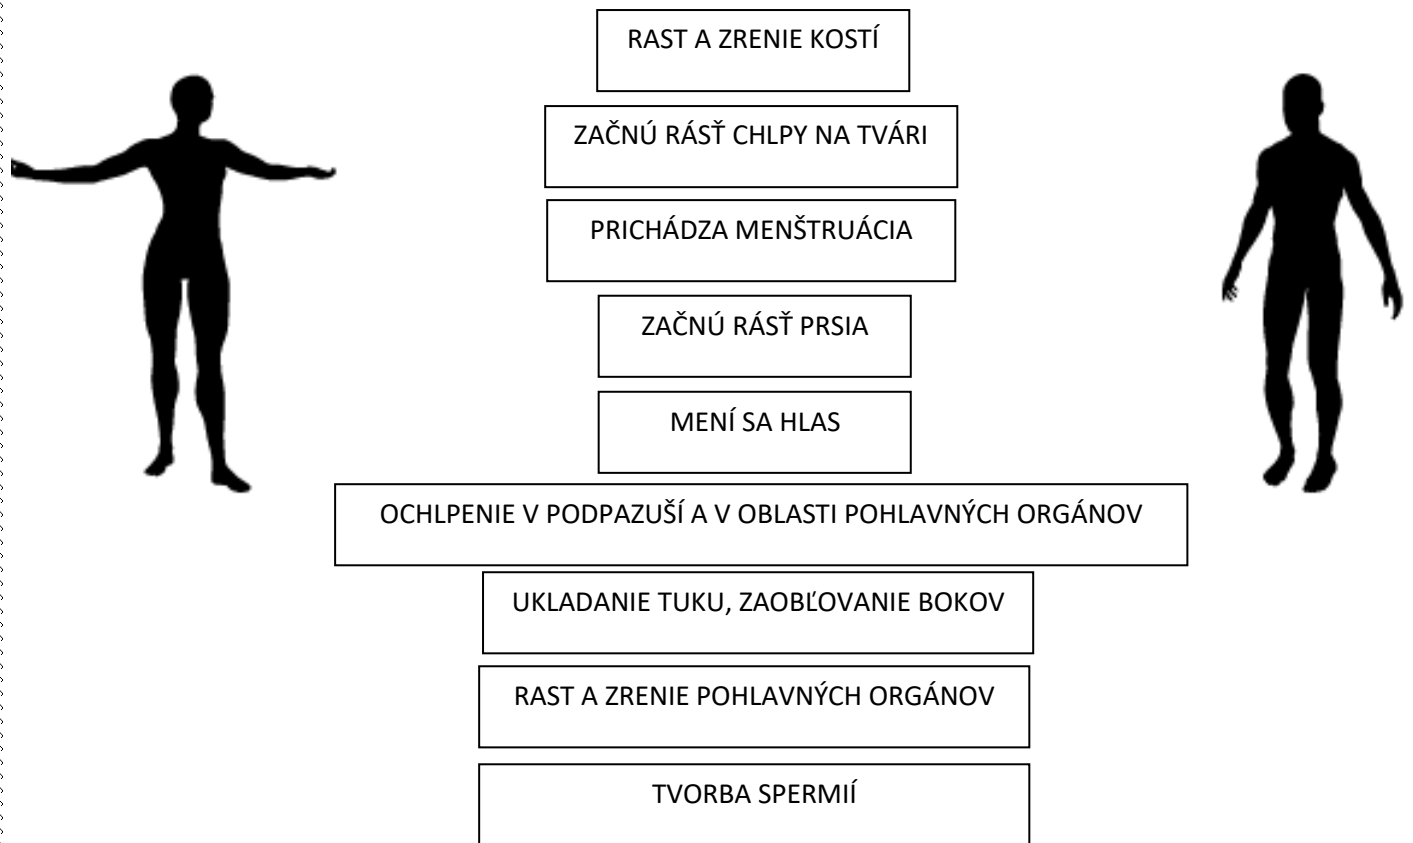 RAST A ZRENIE KOSTÍ
ZAČNÚ RÁSŤ CHLPY NA TVÁRI
PRICHÁDZA MENŠTRUÁCIA
ZAČNÚ RÁSŤ PRSIA
MENÍ SA HLAS
OCHLPENIE V PODPAZUŠÍ A V OBLASTI POHLAVNÝCH ORGÁNOV
UKLADANIE TUKU, ZAOBĽOVANIE BOKOV
RAST A ZRENIE POHLAVNÝCH ORGÁNOV
TVORBA SPERMIÍ